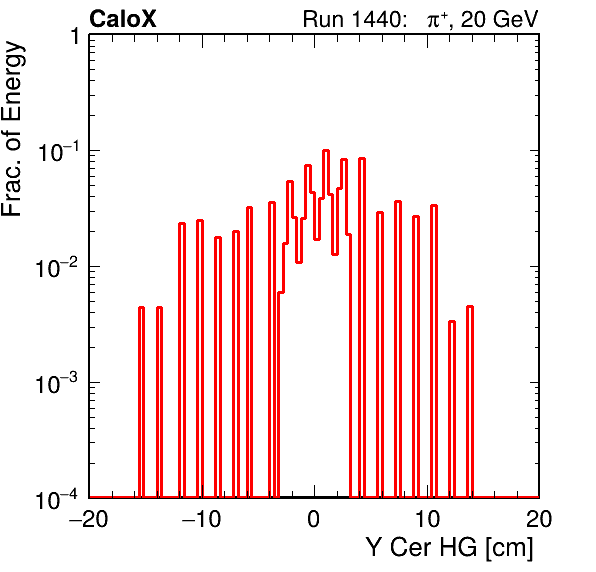 CaloX Run 1440: π⁺, 20 GeV
Frac. of Energy
1
10⁻¹
10⁻²
10⁻³
10⁻⁴
−20 −10 0 10 20
Y Cer HG [cm]